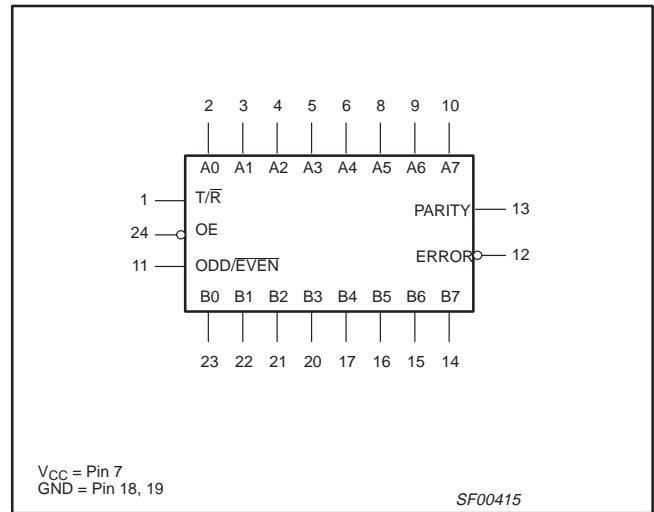 2 3 4 5 6 8 9 10
A0 A1 A2 A3 A4 A5 A6 A7
1 T/R̅
PARITY 13
24 OE
11 ODD/E̅V̅E̅N̅
ERROR 12
B0 B1 B2 B3 B4 B5 B6 B7
23 22 21 20 17 16 15 14
VCC = Pin 7
GND = Pin 18, 19
SF00415